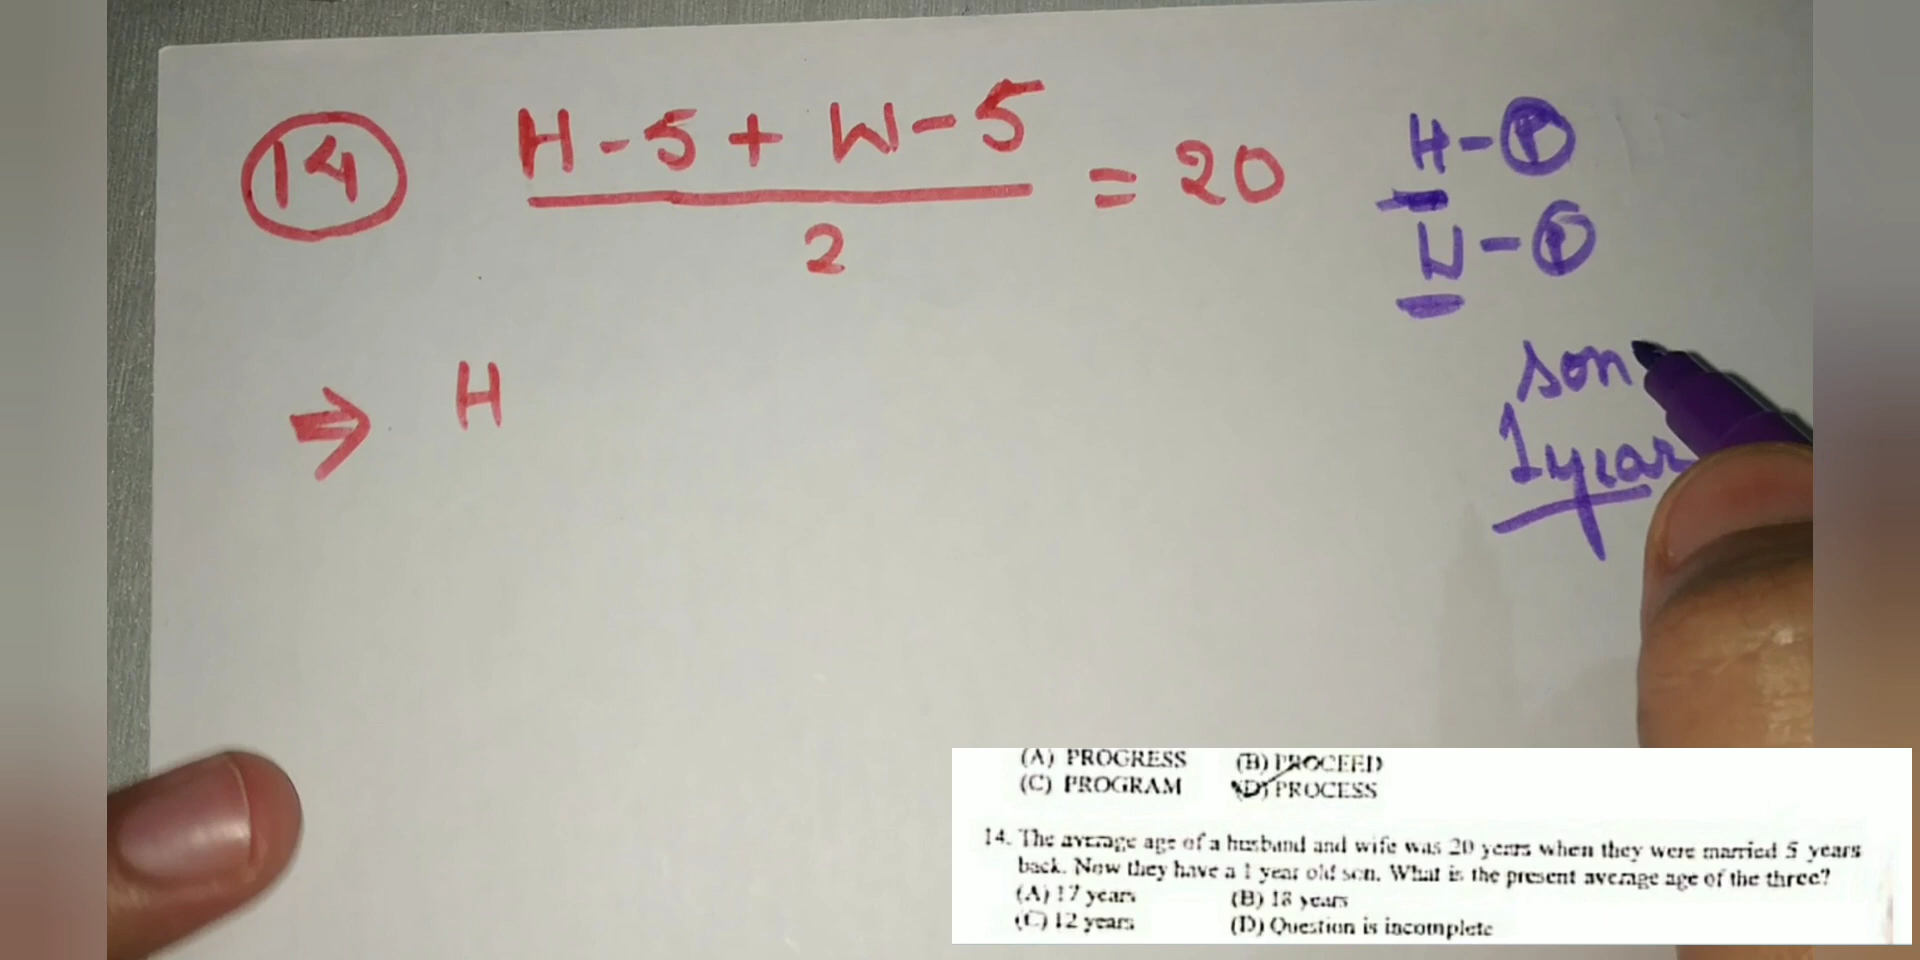 14
H-5 + W-5
2
= 20
⇒ H
H - P
W - P
son
1 year
(A) PROGRESS (B) PROCEED
(C) PROGRAM (D) PROCESS
14. The average age of a husband and wife was 20 years when they were married 5 years
back. Now they have a 1 year old son. What is the present average age of the three?
(A) 17 years (B) 18 years
(C) 12 years (D) Question is incomplete